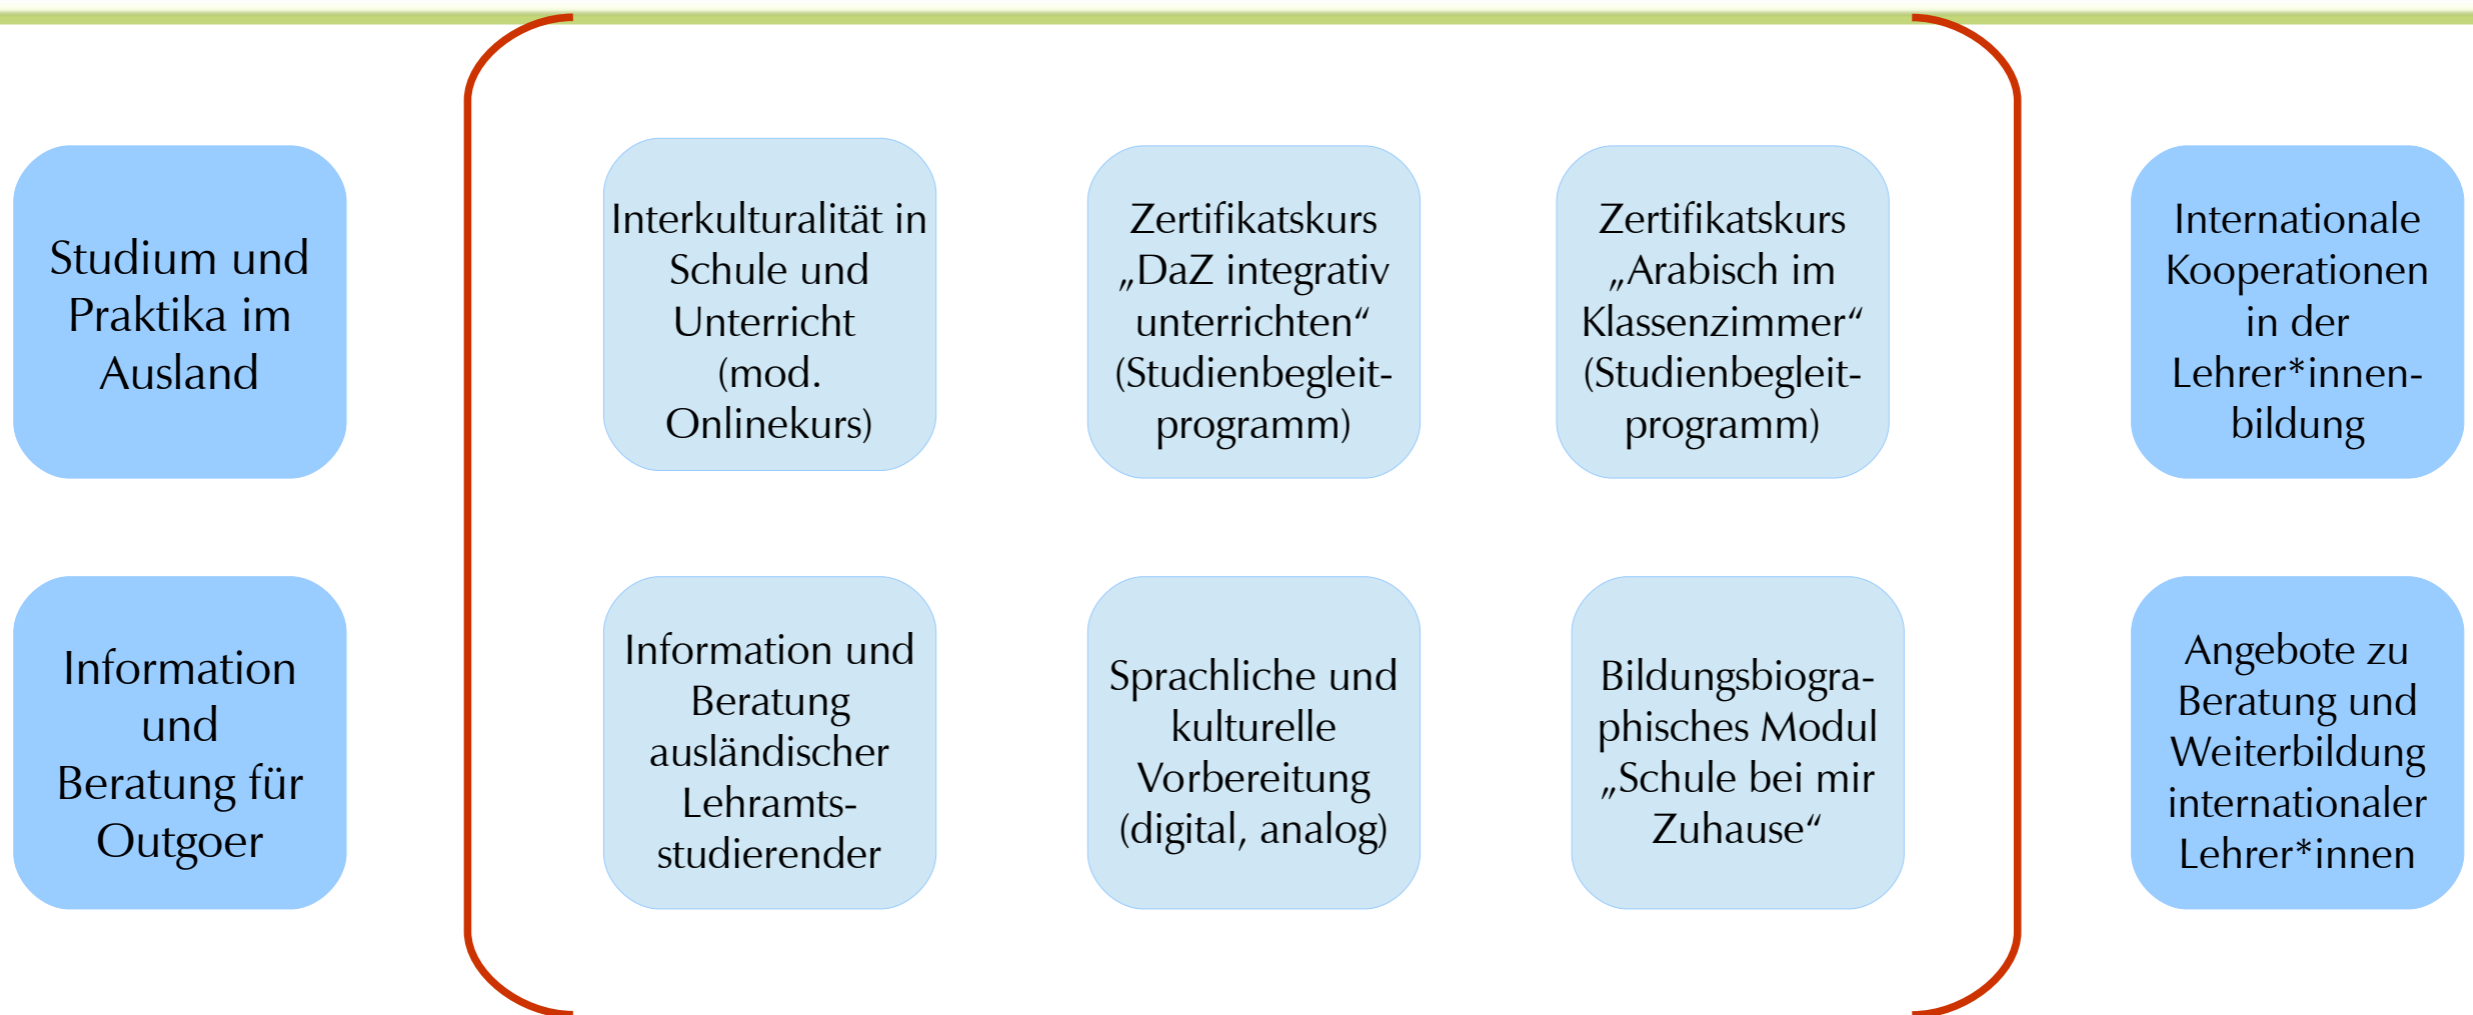 Studium und
Praktika im
Ausland
Interkulturalität in
Schule und
Unterricht
(mod.
Onlinekurs)
Zertifikatskurs
„DaZ integrativ
unterrichten“
(Studienbegleit-
programm)
Zertifikatskurs
„Arabisch im
Klassenzimmer“
(Studienbegleit-
programm)
Internationale
Kooperationen
in der
Lehrer*innen-
bildung
Information
und
Beratung für
Outgoer
Information und
Beratung
ausländischer
Lehramts-
studierender
Sprachliche und
kulturelle
Vorbereitung
(digital, analog)
Bildungsbiogra-
phisches Modul
„Schule bei mir
Zuhause“
Angebote zu
Beratung und
Weiterbildung
internationaler
Lehrer*innen